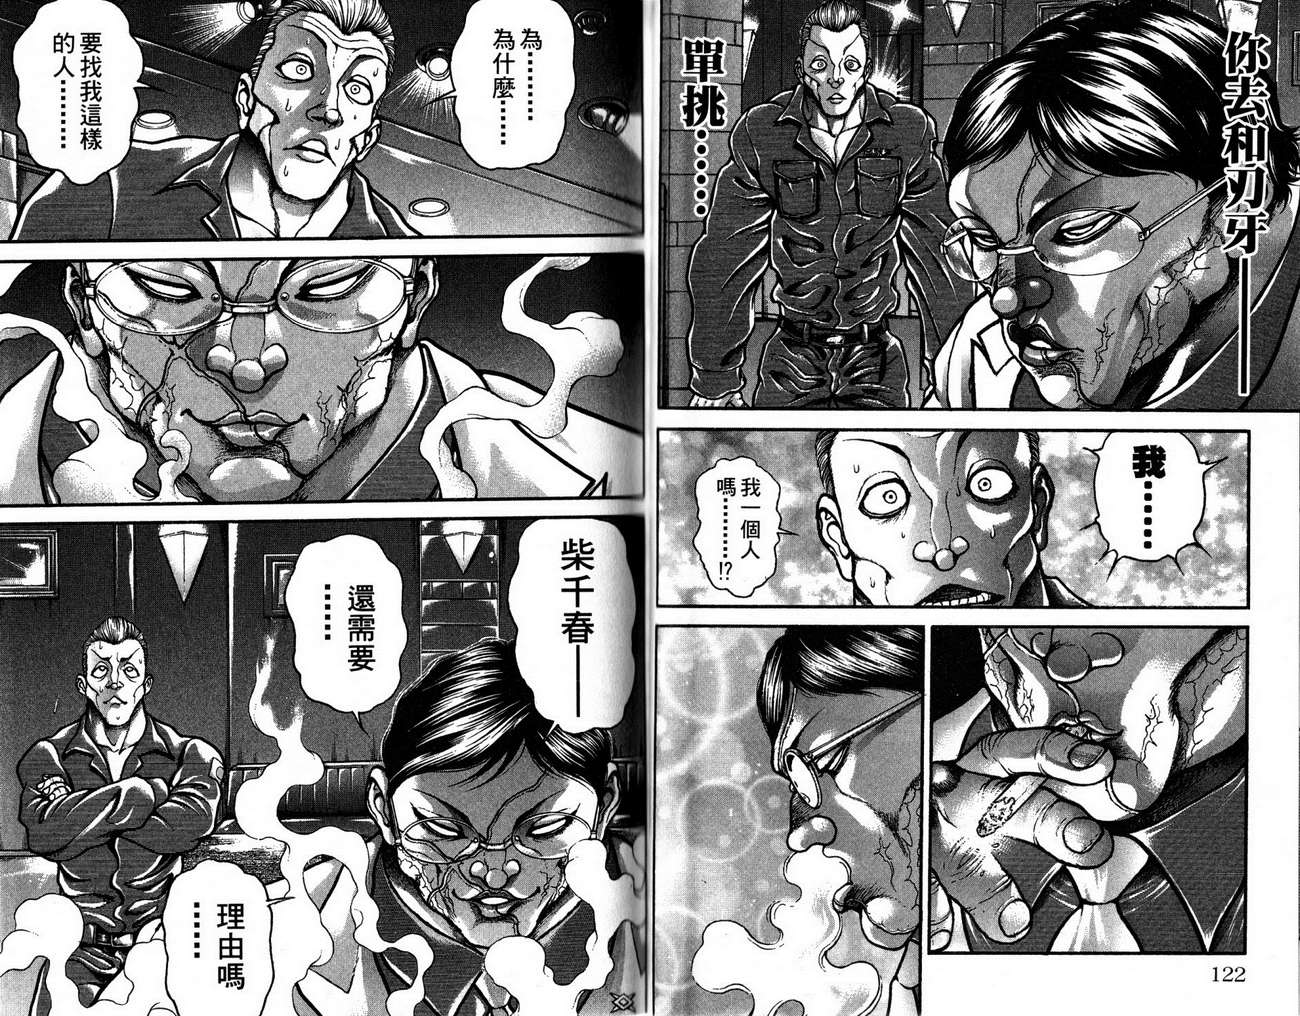 你去和刃牙——
單挑……
我……
我一個人
嗎………!?
122
為………
為什麼……
要找我這樣
的人………
柴千春——
還需要
……
理由嗎
……